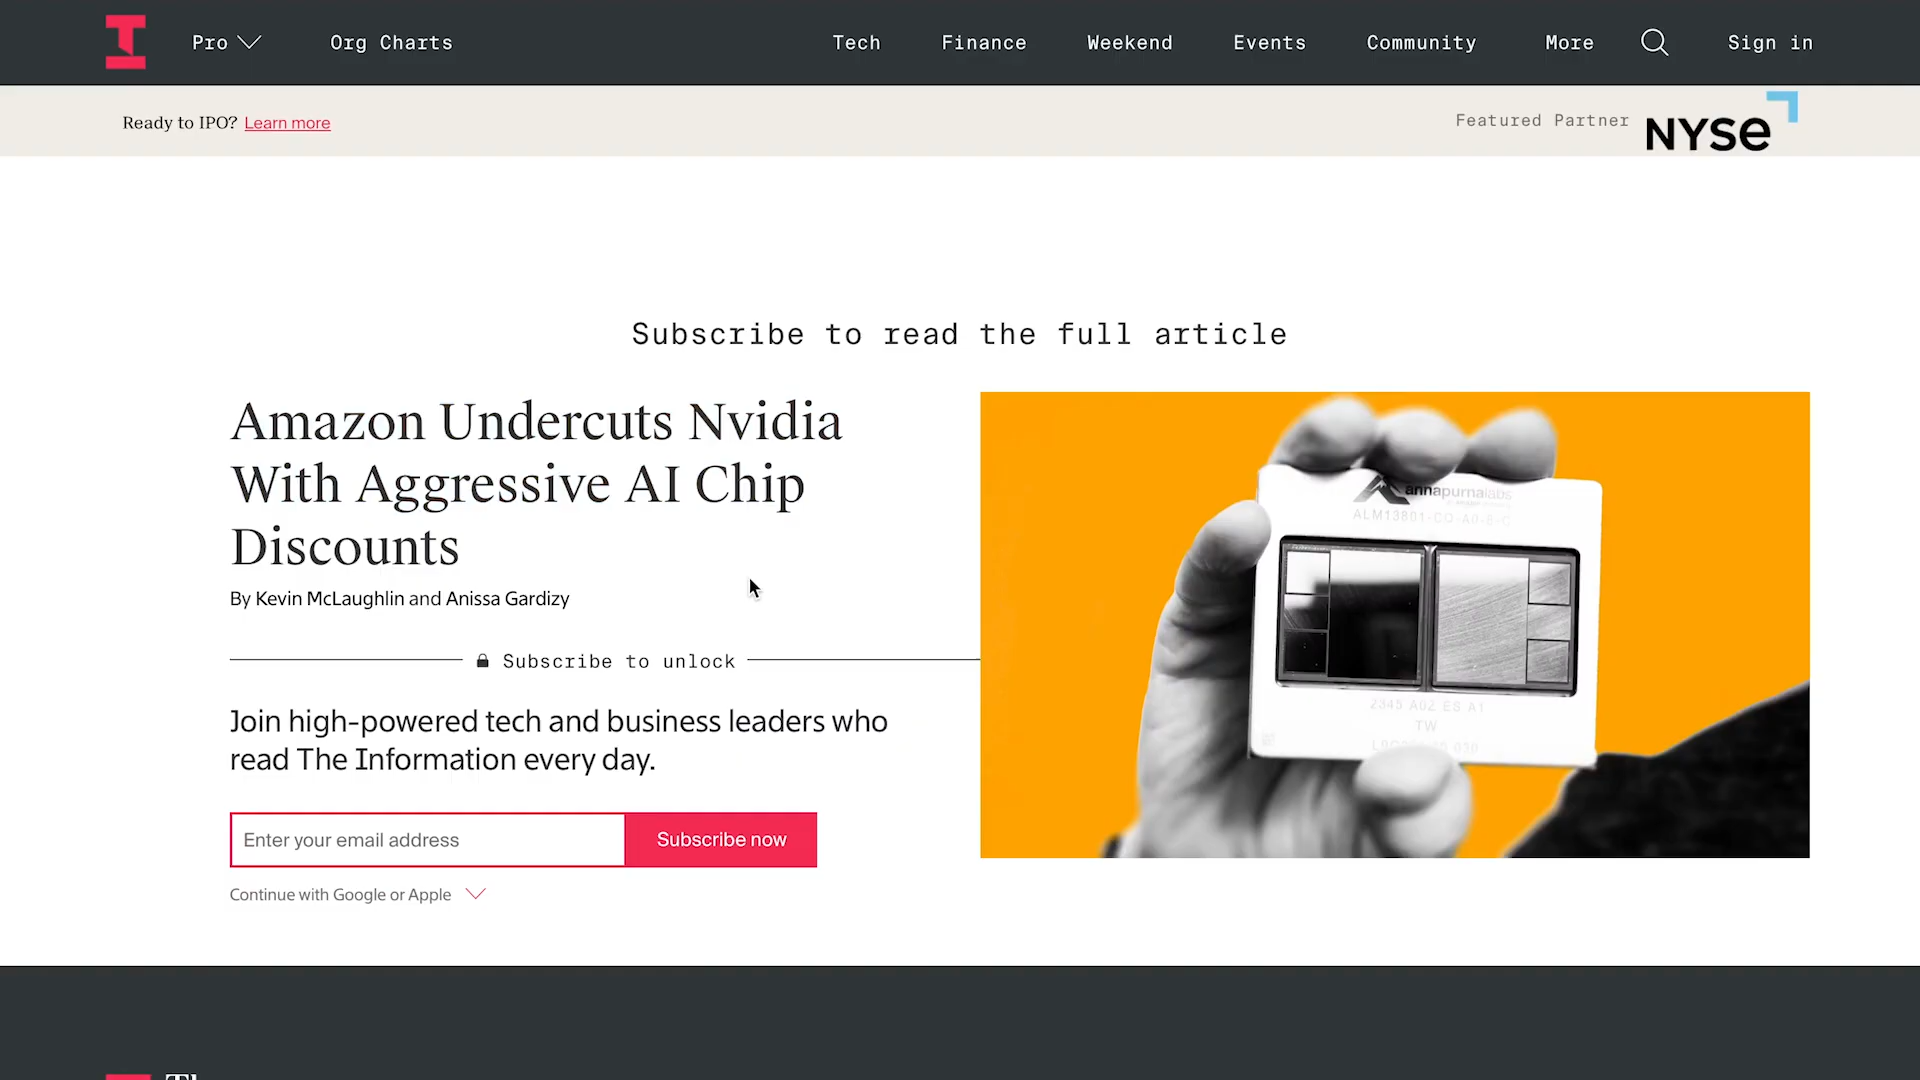 Pro
Org Charts
Tech
Finance
Weekend
Events
Community
More
Sign in
Ready to IPO? Learn more
Featured Partner
NYSE
Subscribe to read the full article
Amazon Undercuts Nvidia
With Aggressive AI Chip
Discounts
By Kevin McLaughlin and Anissa Gardizy
Subscribe to unlock
Join high-powered tech and business leaders who
read The Information every day.
Enter your email address
Subscribe now
Continue with Google or Apple
annapurnalabs
2345 A02 ES A1
TW